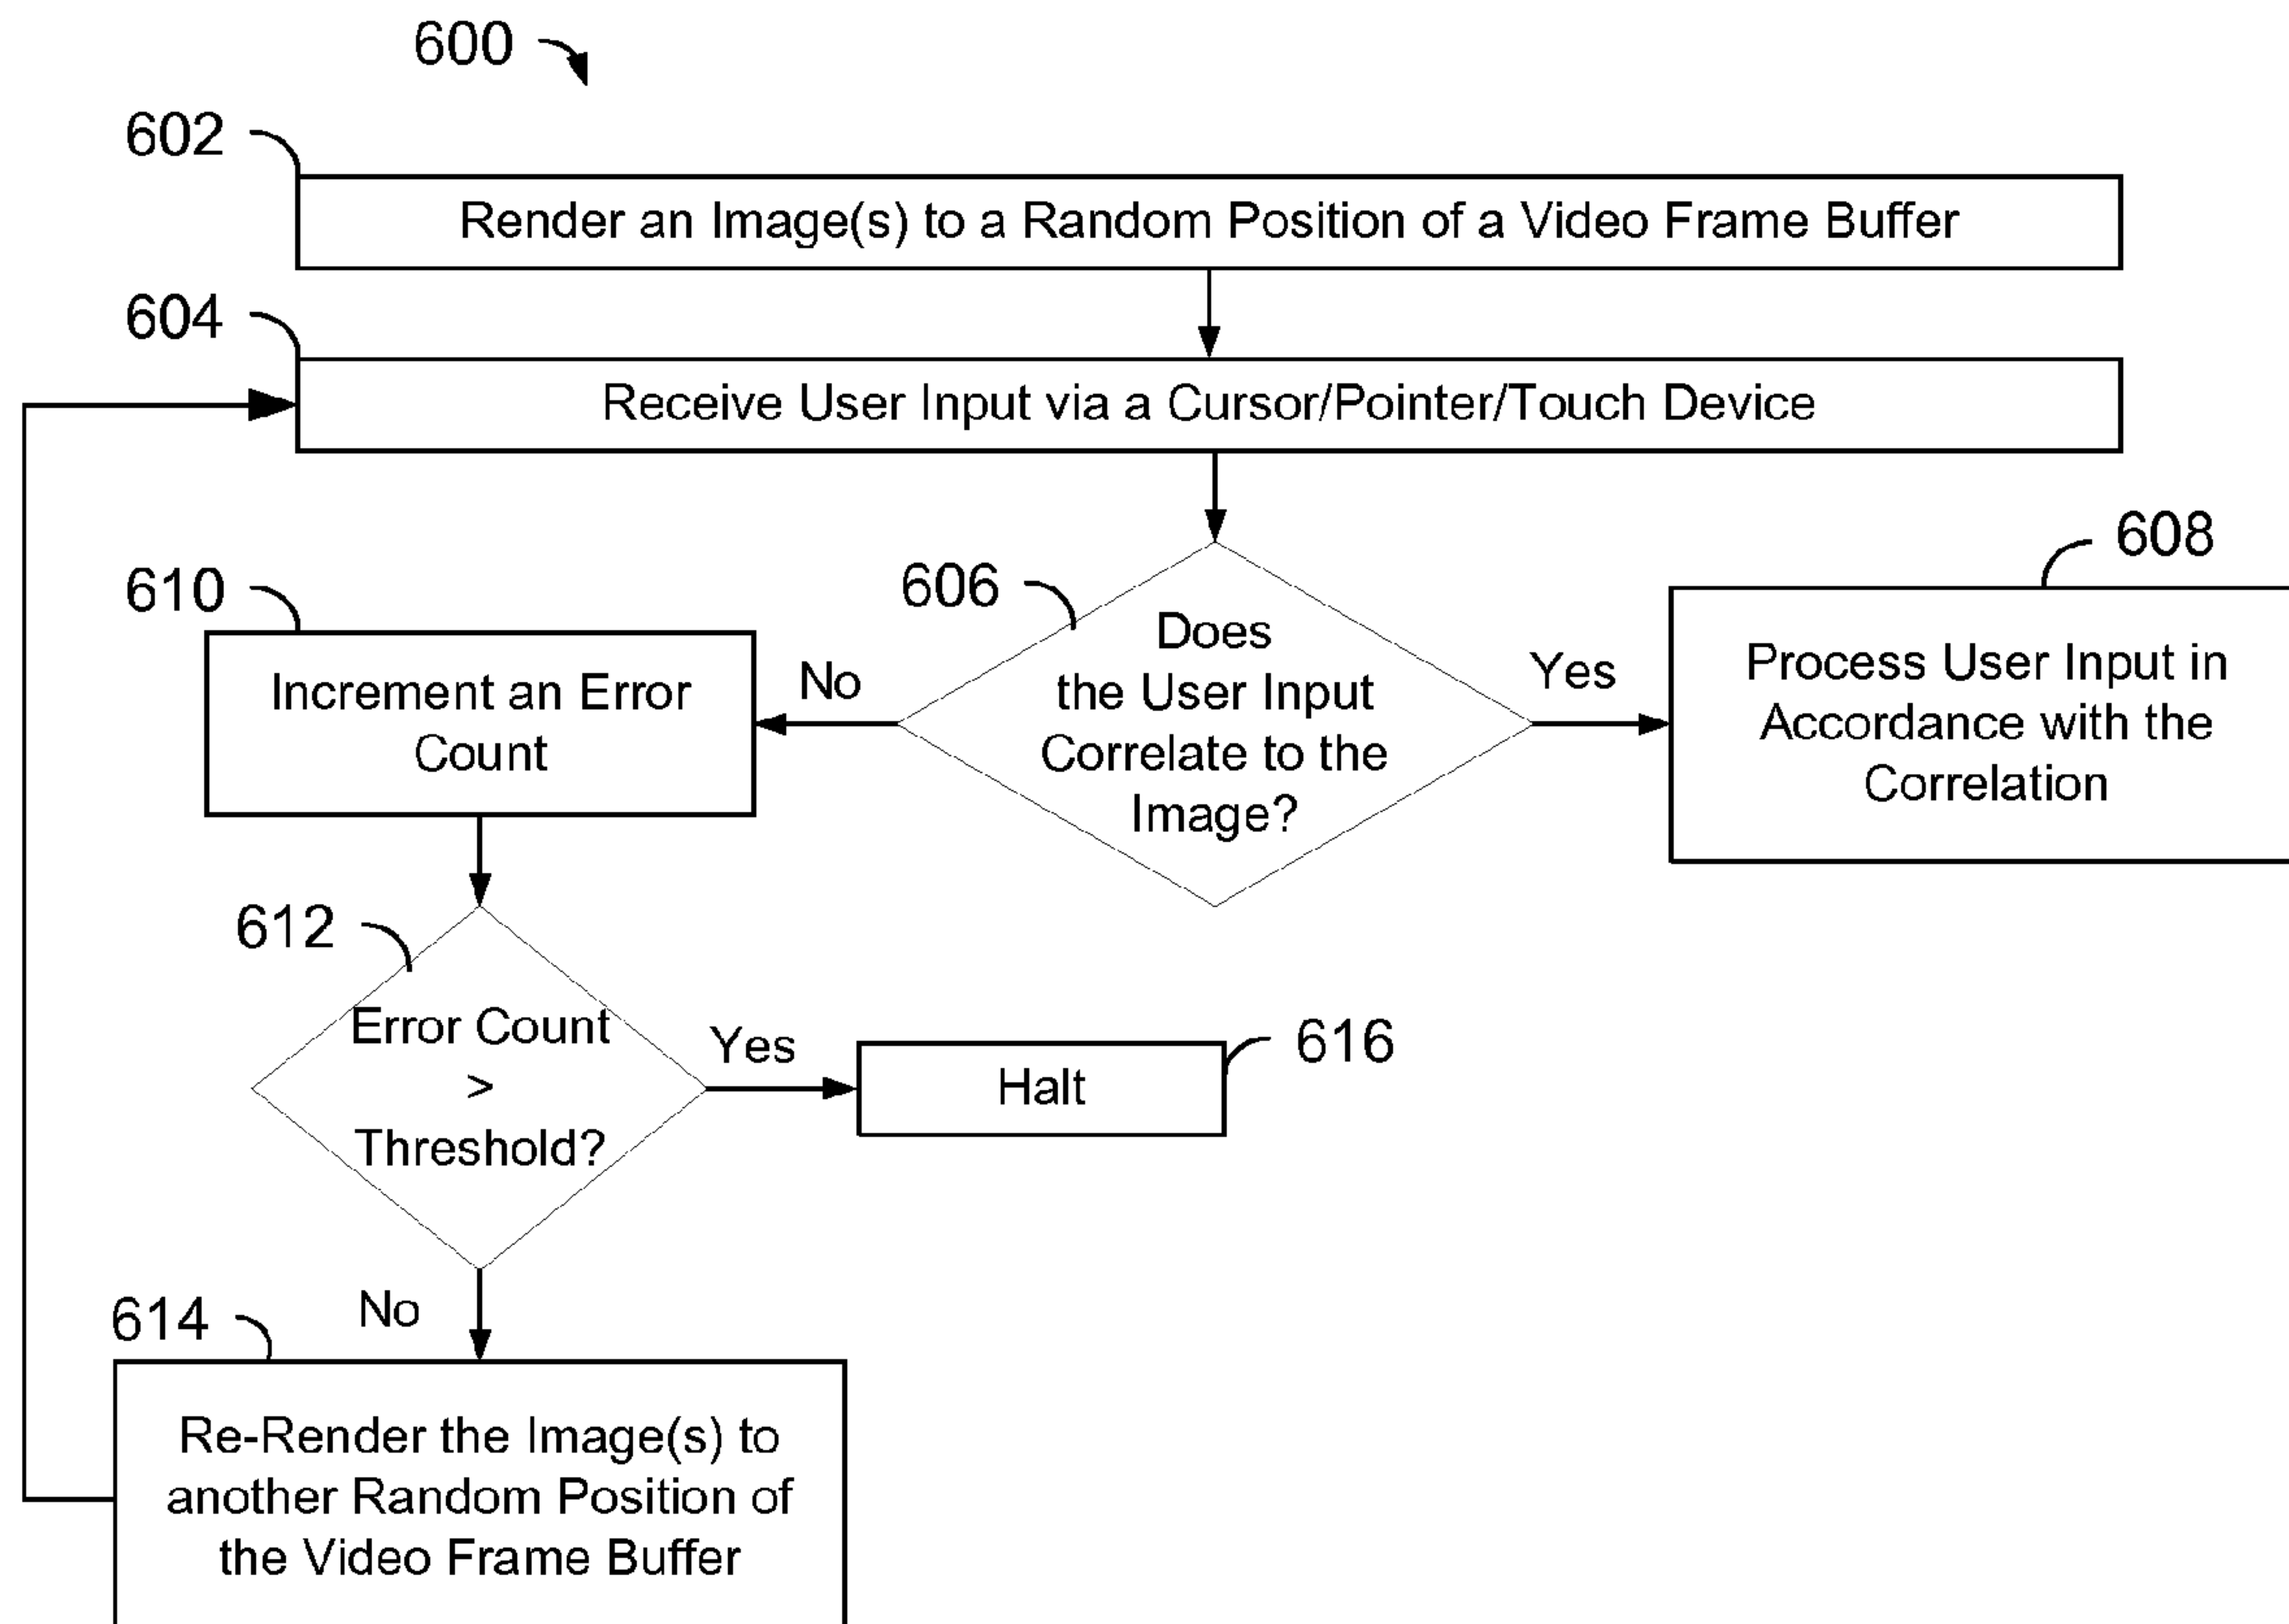 600
602
Render an Image(s) to a Random Position of a Video Frame Buffer
604
Receive User Input via a Cursor/Pointer/Touch Device
606
Does
the User Input
Correlate to the
Image?
Yes
608
Process User Input in
Accordance with the
Correlation
No
610
Increment an Error
Count
612
Error Count
>
Threshold?
Yes
Halt
616
No
614
Re-Render the Image(s) to
another Random Position of
the Video Frame Buffer